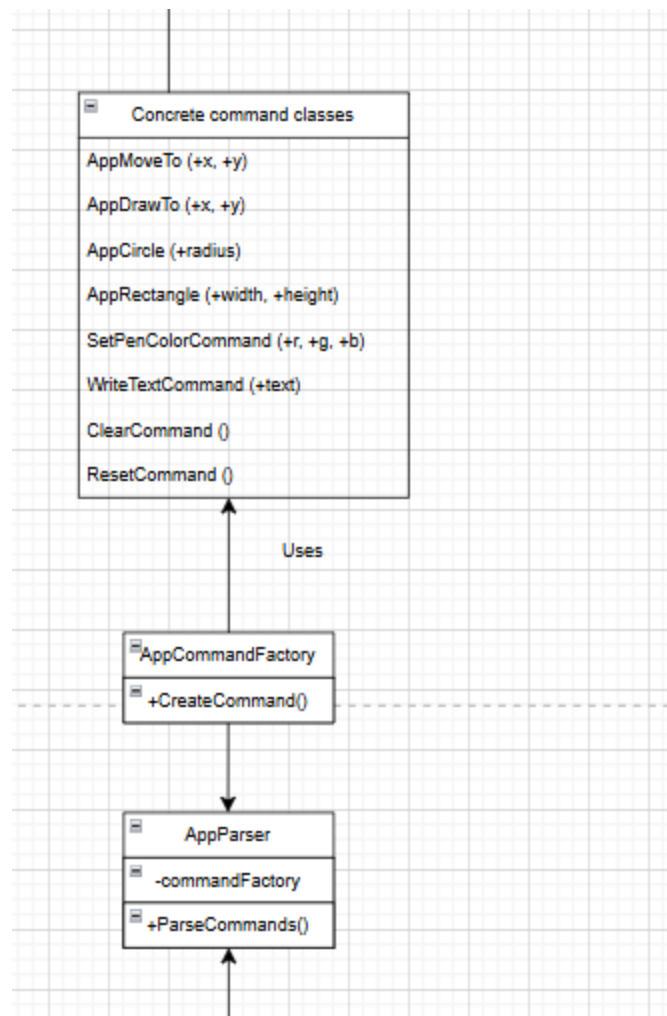 Concrete command classes
AppMoveTo (+x, +y)
AppDrawTo (+x, +y)
AppCircle (+radius)
AppRectangle (+width, +height)
SetPenColorCommand (+r, +g, +b)
WriteTextCommand (+text)
ClearCommand ()
ResetCommand ()
Uses
AppCommandFactory
+CreateCommand()
AppParser
-commandFactory
+ParseCommands()